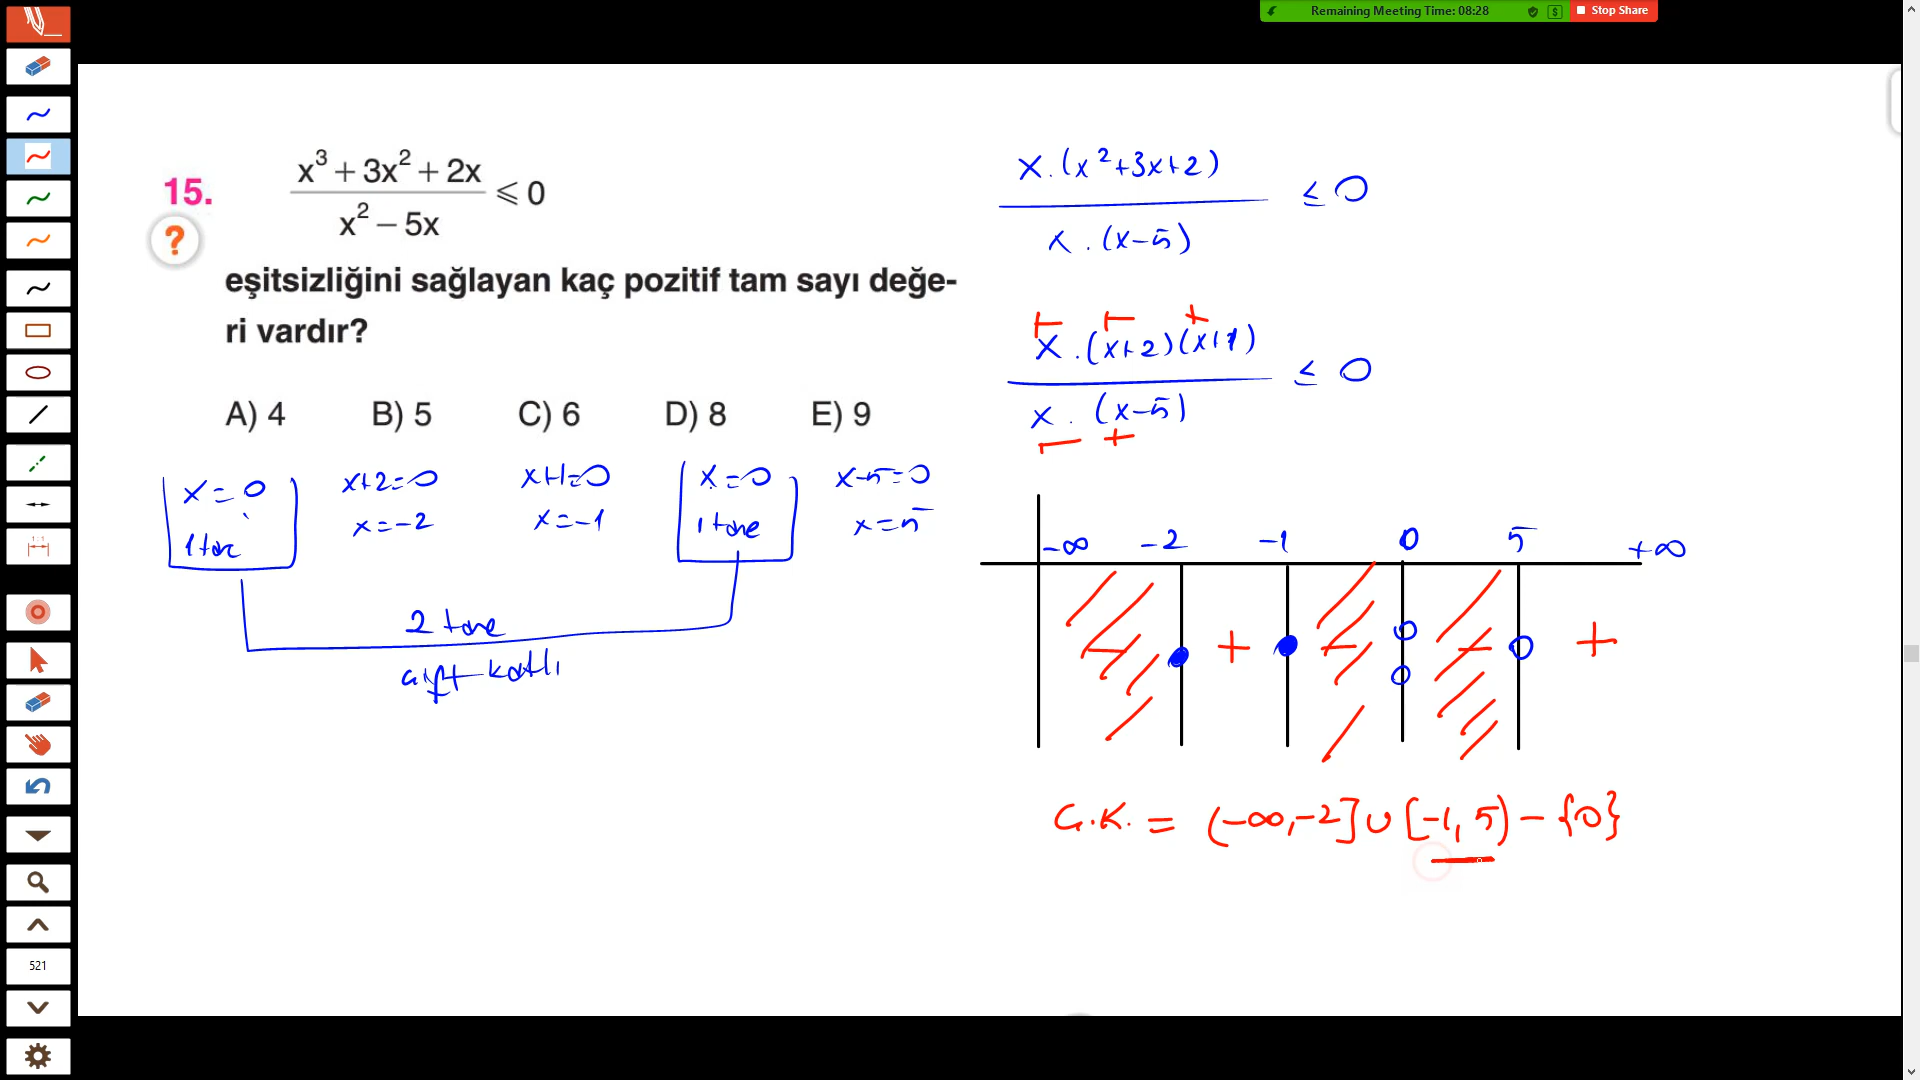 Remaining Meeting Time: 08:28
Stop Share
15.
x³ + 3x² + 2x
x² − 5x
⩽ 0
?
eşitsizliğini sağlayan kaç pozitif tam sayı değe-
ri vardır?
A) 4 B) 5 C) 6 D) 8 E) 9
x=0 x+2=0 x+1=0 x=0 x-5=0
1 tane x=-2 x=-1 1 tane x=5
2 tane
çift katlı
x.(x²+3x+2)
x.(x-5)
≤ 0
x.(x+2)(x+1)
x.(x-5)
≤ 0
-∞ -2 -1 0 5 +∞
- + - - +
Ç.K. = (-∞,-2]∪[-1,5)-{0}
1:1
521